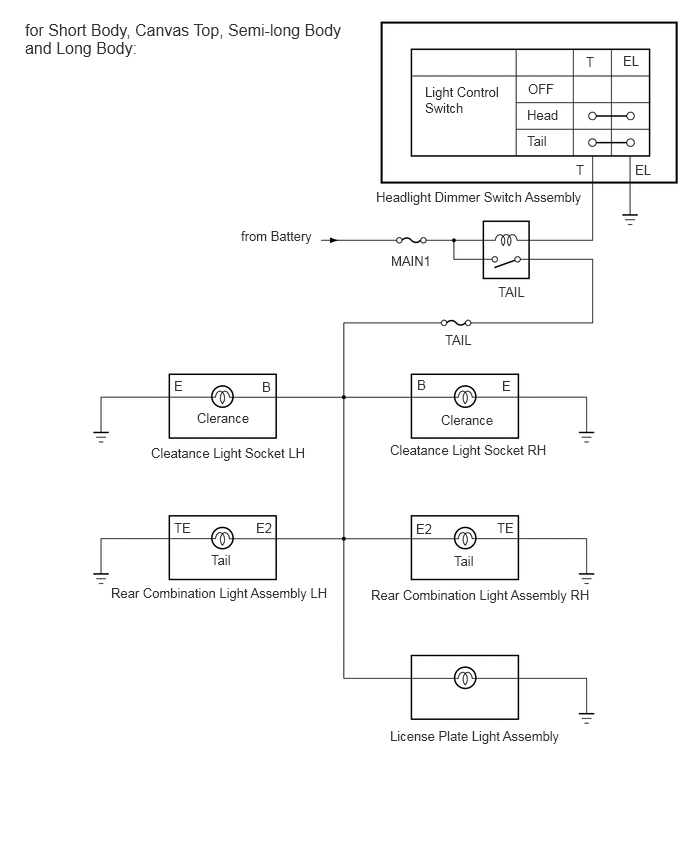 for Short Body, Canvas Top, Semi-long Body
and Long Body:
T
EL
Light Control
Switch
OFF
Head
Tail
T
EL
Headlight Dimmer Switch Assembly
from Battery
MAIN1
TAIL
TAIL
E
B
Clerance
Cleatance Light Socket LH
B
E
Clerance
Cleatance Light Socket RH
TE
E2
Tail
Rear Combination Light Assembly LH
E2
TE
Tail
Rear Combination Light Assembly RH
License Plate Light Assembly